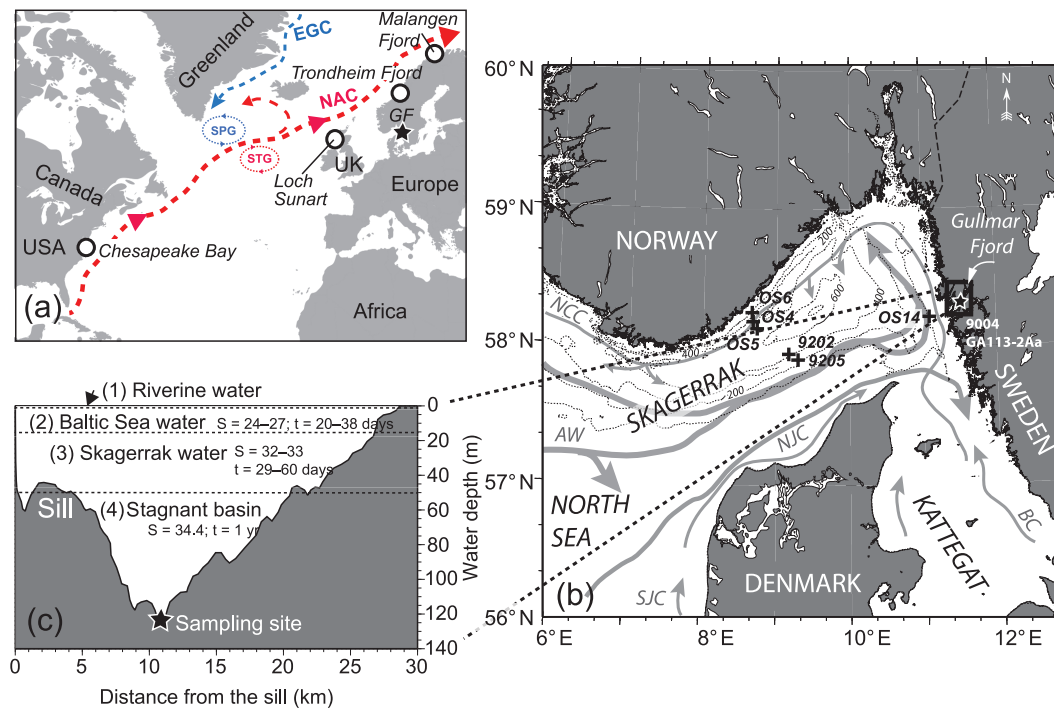 Malangen
Fjord
EGC
Greenland
Trondheim Fjord
NAC
GF
SPG
STG
UK
Loch
Sunart
Canada
Europe
USA
Chesapeake Bay
Africa
(a)
60° N
59° N
58° N
57° N
56° N
N
NORWAY
Gullmar
Fjord
200
600
400
OS6
OS4
OS5
OS14
9004
GA113-2Aa
NCC
400
9202
9205
SKAGERRAK
200
SWEDEN
AW
NJC
NORTH
SEA
KATTEGAT
BC
DENMARK
SJC
(b)
6° E
8° E
10° E
12° E
(1) Riverine water
(2) Baltic Sea water S = 24–27; t = 20–38 days
(3) Skagerrak water S = 32–33
t = 29–60 days
Sill
(4) Stagnant basin
S = 34.4; t = 1 yr
Sampling site
(c)
0
20
40
60
80
100
120
140
Water depth (m)
0 5 10 15 20 25 30
Distance from the sill (km)